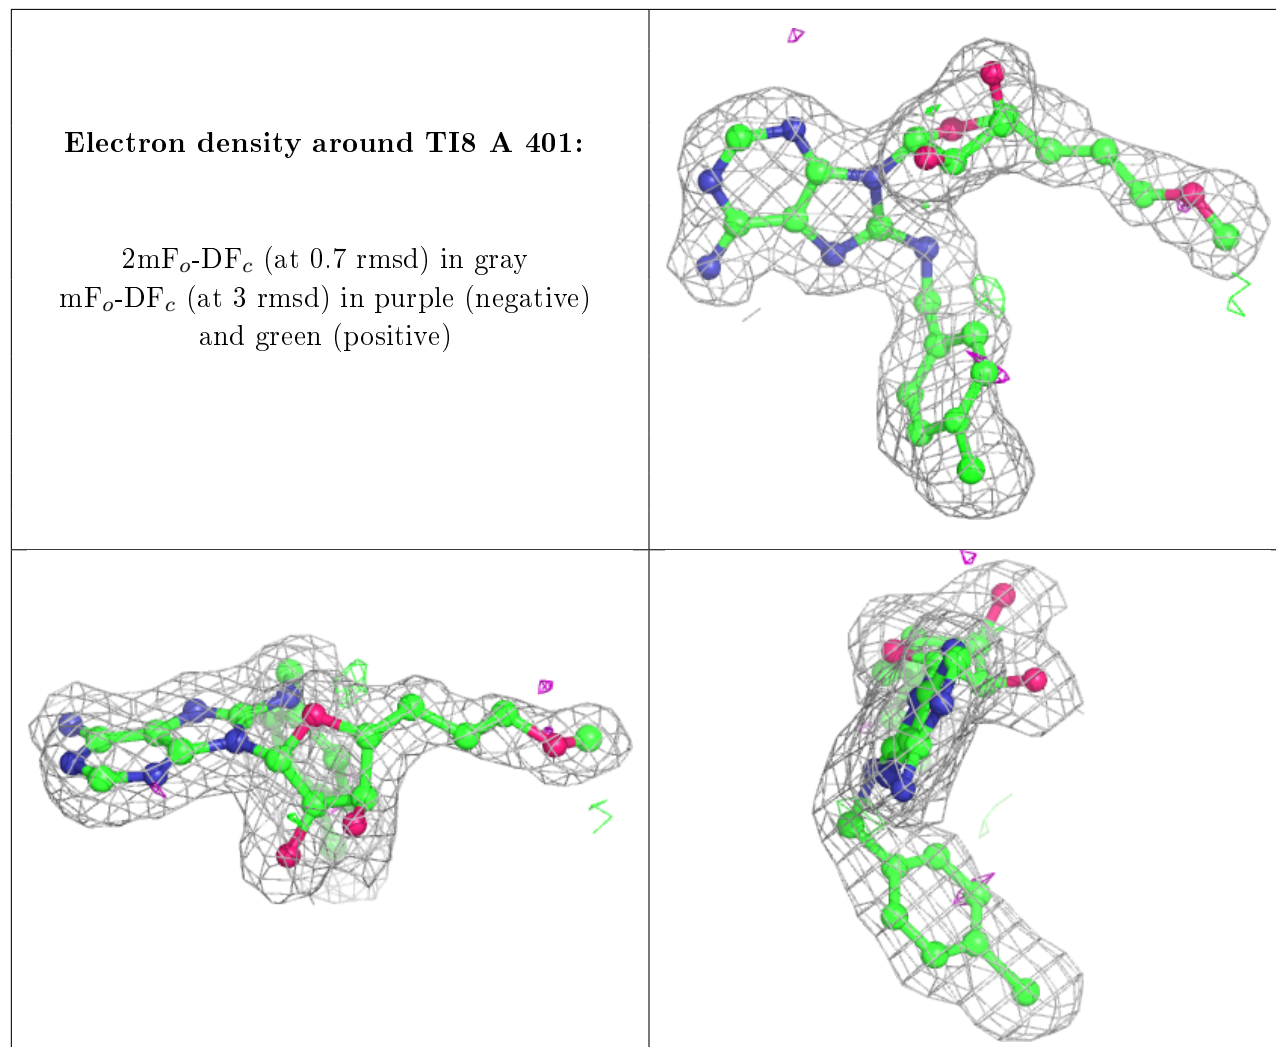 Electron density around TI8 A 401:
2mFₒ-DF𝒸 (at 0.7 rmsd) in gray
mFₒ-DF𝒸 (at 3 rmsd) in purple (negative)
and green (positive)